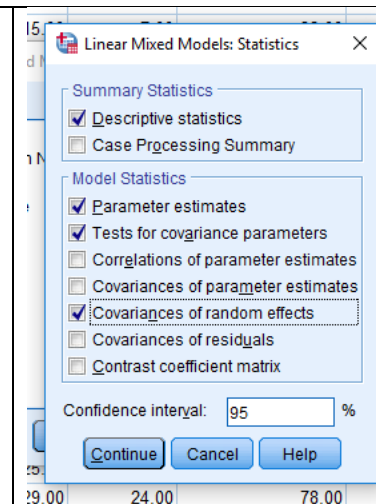 Linear Mixed Models: Statistics
Summary Statistics
Descriptive statistics
Case Processing Summary
Model Statistics
Parameter estimates
Tests for covariance parameters
Correlations of parameter estimates
Covariances of parameter estimates
Covariances of random effects
Covariances of residuals
Contrast coefficient matrix
Confidence interval: 95 %
Continue Cancel Help
29.00 24.00 78.00